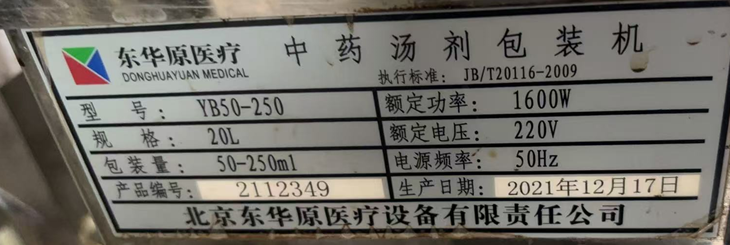 东华原医疗 中药汤剂包装机
DONGHUAYUAN MEDICAL 执行标准: JB/T20116-2009
型号: YB50-250 额定功率: 1600W
规格: 20L 额定电压: 220V
包装量: 50-250ml 电源频率: 50Hz
产品编号: 2112349 生产日期: 2021年12月17日
北京东华原医疗设备有限责任公司